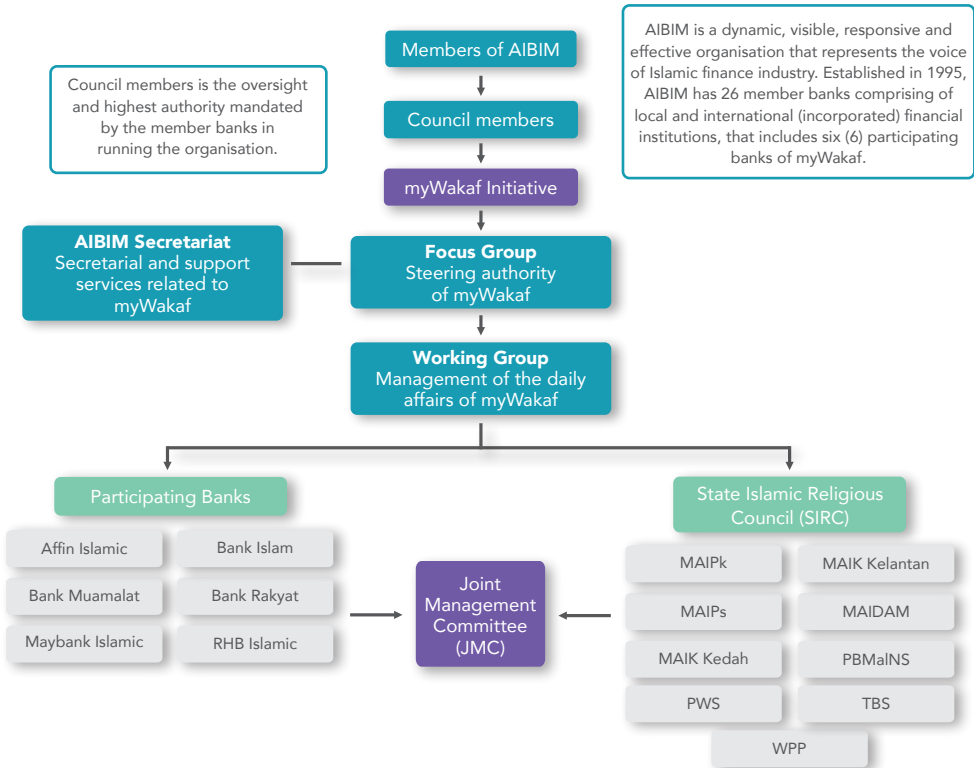 Members of AIBIM
AIBIM is a dynamic, visible, responsive and
effective organisation that represents the voice
of Islamic finance industry. Established in 1995,
AIBIM has 26 member banks comprising of
local and international (incorporated) financial
institutions, that includes six (6) participating
banks of myWakaf.
Council members is the oversight
and highest authority mandated
by the member banks in
running the organisation.
Council members
myWakaf Initiative
AIBIM Secretariat
Secretarial and support
services related to
myWakaf
Focus Group
Steering authority
of myWakaf
Working Group
Management of the daily
affairs of myWakaf
Participating Banks
Affin Islamic
Bank Islam
Bank Muamalat
Bank Rakyat
Maybank Islamic
RHB Islamic
Joint
Management
Committee
(JMC)
State Islamic Religious
Council (SIRC)
MAIPk
MAIK Kelantan
MAIPs
MAIDAM
MAIK Kedah
PBMaINS
PWS
TBS
WPP